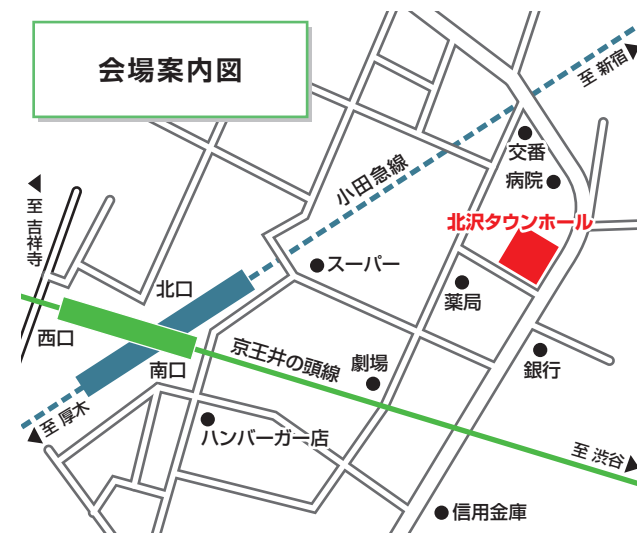 会場案内図
至 新宿
交番
病院
小田急線
北沢タウンホール
至 吉祥寺
スーパー
北口
薬局
西口
南口
京王井の頭線
劇場
銀行
至 厚木
ハンバーガー店
至 渋谷
信用金庫